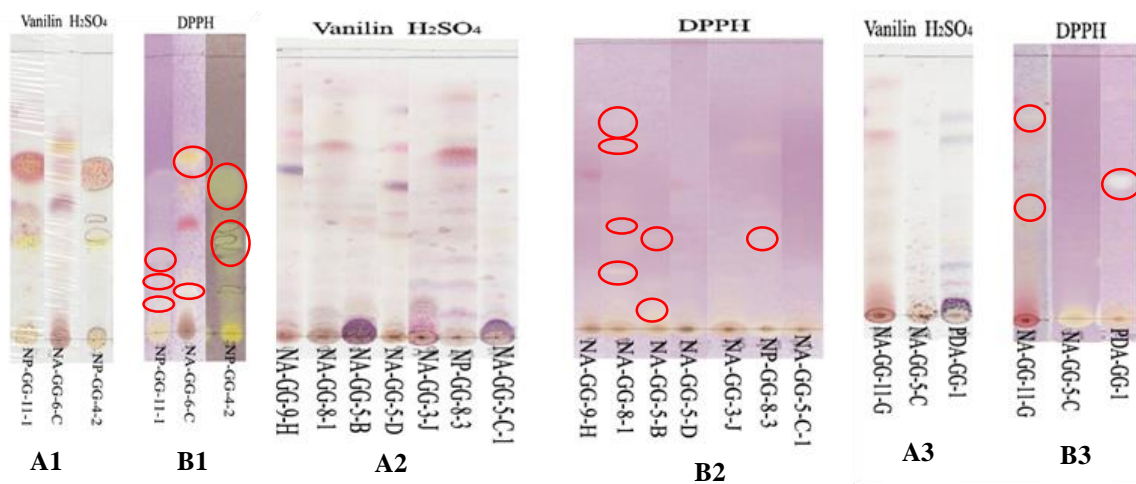 Vanilin H₂SO₄
NP-GG-11-1
NA-GG-6-C
NP-GG-4-2
A1
DPPH
NP-GG-11-1
NA-GG-6-C
NP-GG-4-2
B1
Vanilin H₂SO₄
NA-GG-9-H
NA-GG-8-1
NA-GG-5-B
NA-GG-5-D
NA-GG-3-J
NP-GG-8-3
NA-GG-5-C-1
A2
DPPH
NA-GG-9-H
NA-GG-8-1
NA-GG-5-B
NA-GG-5-D
NA-GG-3-J
NP-GG-8-3
NA-GG-5-C-1
B2
Vanilin H₂SO₄
NA-GG-11-G
NA-GG-5-C
PDA-GG-1
A3
DPPH
NA-GG-11-G
NA-GG-5-C
PDA-GG-1
B3